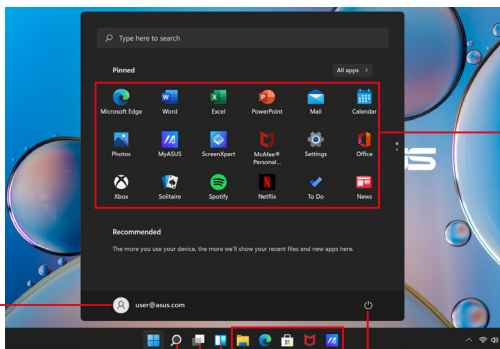 Type here to search
Pinned
All apps >
Microsoft Edge Word Excel PowerPoint Mail Calendar
Photos MyASUS ScreenXpert McAfee® Personal... Settings Office
Xbox Solitaire Spotify Netflix To Do News
Recommended
The more you use your device, the more we'll show your recent files and new apps here.
user@asus.com